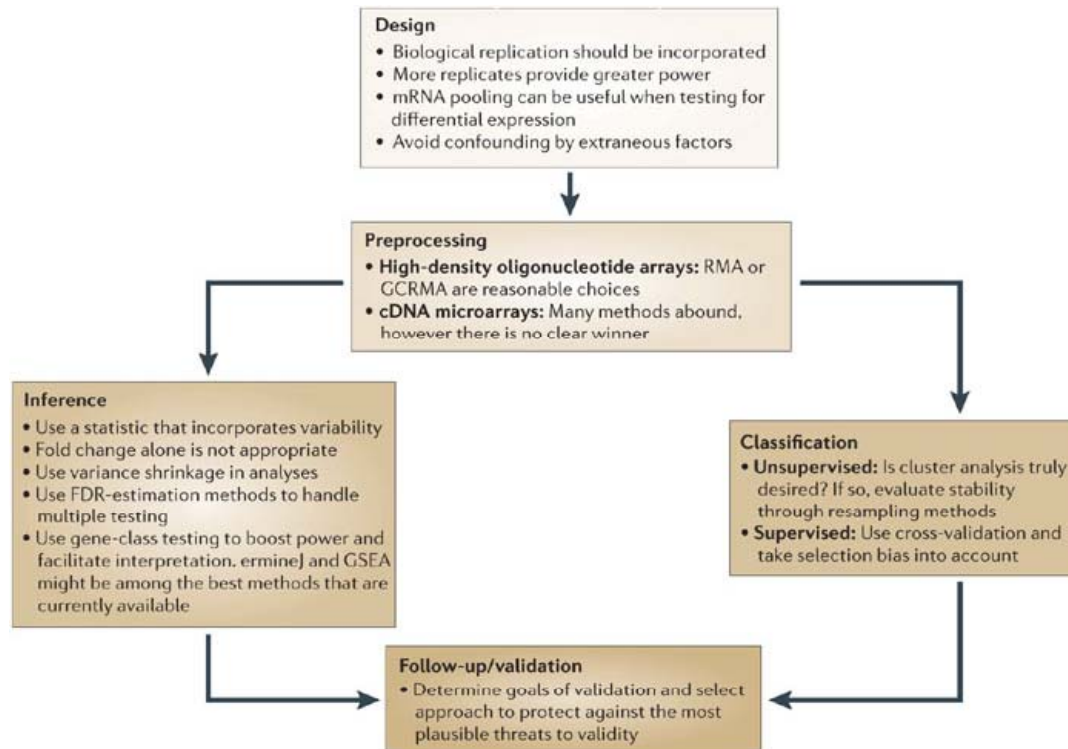 Design
• Biological replication should be incorporated
• More replicates provide greater power
• mRNA pooling can be useful when testing for
differential expression
• Avoid confounding by extraneous factors
Preprocessing
• High-density oligonucleotide arrays: RMA or
GCRMA are reasonable choices
• cDNA microarrays: Many methods abound,
however there is no clear winner
Inference
• Use a statistic that incorporates variability
• Fold change alone is not appropriate
• Use variance shrinkage in analyses
• Use FDR-estimation methods to handle
multiple testing
• Use gene-class testing to boost power and
facilitate interpretation. ermineJ and GSEA
might be among the best methods that are
currently available
Classification
• Unsupervised: Is cluster analysis truly
desired? If so, evaluate stability
through resampling methods
• Supervised: Use cross-validation and
take selection bias into account
Follow-up/validation
• Determine goals of validation and select
approach to protect against the most
plausible threats to validity